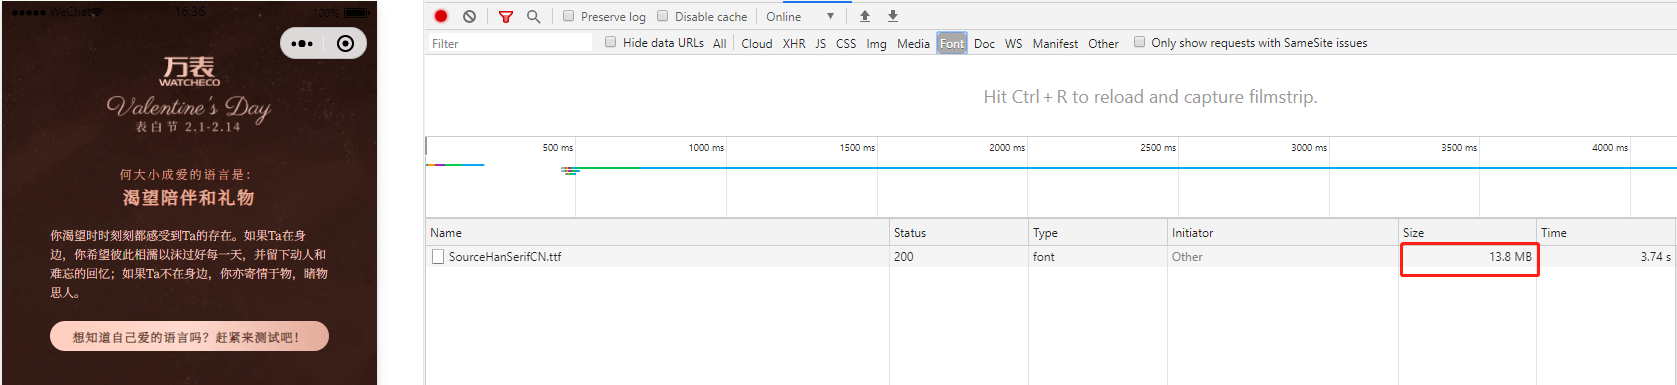 WeChat
16:36
100%
万表
WATCHECO
Valentine's Day
表白节 2.1-2.14
何大小成爱的语言是：
渴望陪伴和礼物
你渴望时时刻刻都感受到Ta的存在。如果Ta在身
边，你希望彼此相濡以沫过好每一天，并留下动人和
难忘的回忆；如果Ta不在身边，你亦寄情于物，睹物
思人。
想知道自己爱的语言吗？赶紧来测试吧！
Preserve log Disable cache Online
Filter Hide data URLs All Cloud XHR JS CSS Img Media Font Doc WS Manifest Other Only show requests with SameSite issues
Hit Ctrl + R to reload and capture filmstrip.
500 ms 1000 ms 1500 ms 2000 ms 2500 ms 3000 ms 3500 ms 4000 ms
Name Status Type Initiator Size Time
SourceHanSerifCN.ttf 200 font Other 13.8 MB 3.74 s